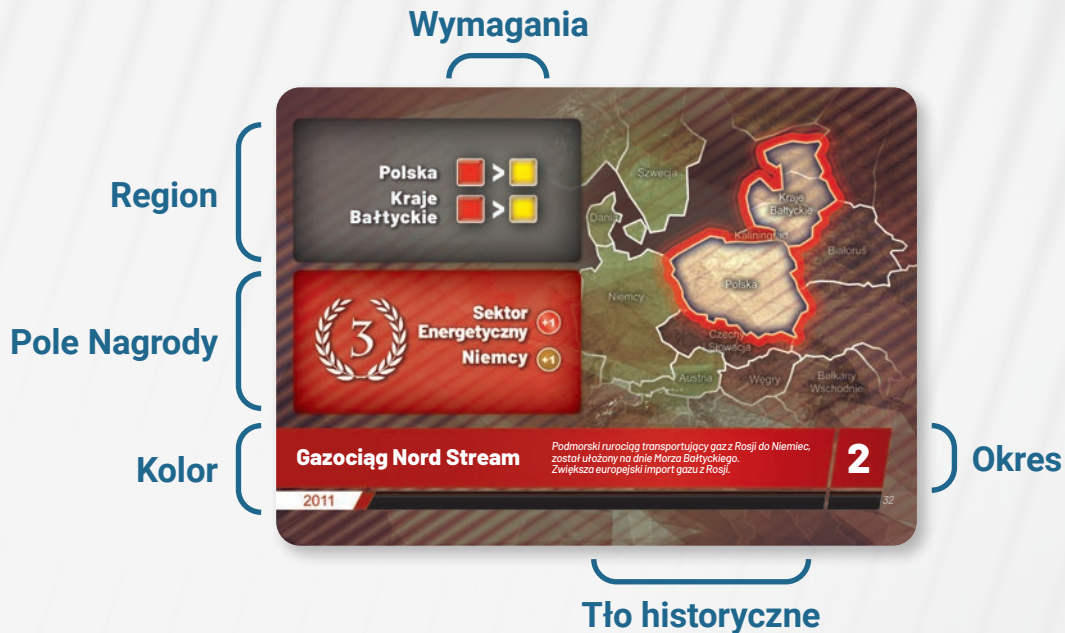 Wymagania
Region
Polska
>
Kraje
Bałtyckie
>
Pole Nagrody
3
Sektor
Energetyczny
+1
Niemcy
+1
Szwecja
Dania
Kraje
Bałtyckie
Kaliningrad
Białoruś
Polska
Niemcy
Czechy
i Słowacja
Austria
Węgry
Bałkany
Wschodnie
Kolor
Gazociąg Nord Stream
Podmorski rurociąg transportujący gaz z Rosji do Niemiec,
został ułożony na dnie Morza Bałtyckiego.
Zwiększa europejski import gazu z Rosji.
2
Okres
2011
32
Tło historyczne